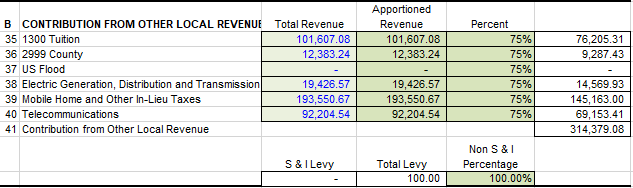 Apportioned
B CONTRIBUTION FROM OTHER LOCAL REVENUE Total Revenue Revenue Percent
35 1300 Tuition 101,607.08 101,607.08 75% 76,205.31
36 2999 County 12,383.24 12,383.24 75% 9,287.43
37 US Flood - - 75% -
38 Electric Generation, Distribution and Transmission 19,426.57 19,426.57 75% 14,569.93
39 Mobile Home and Other In-Lieu Taxes 193,550.67 193,550.67 75% 145,163.00
40 Telecommunications 92,204.54 92,204.54 75% 69,153.41
41 Contribution from Other Local Revenue 314,379.08
Non S & I
S & I Levy Total Levy Percentage
- 100.00 100.00%